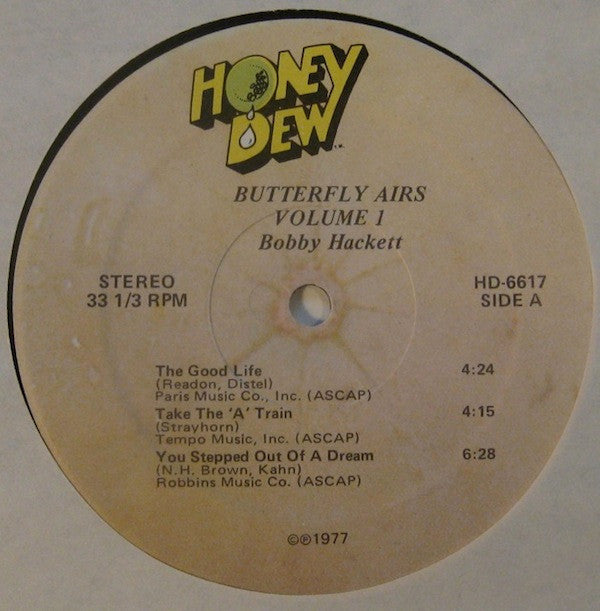 HONEY
DEW
BUTTERFLY AIRS
VOLUME 1
Bobby Hackett
STEREO
33 1/3 RPM
HD-6617
SIDE A
The Good Life 4:24
(Readon, Distel)
Paris Music Co., Inc. (ASCAP)
Take The 'A' Train 4:15
(Strayhorn)
Tempo Music, Inc. (ASCAP)
You Stepped Out Of A Dream 6:28
(N.H. Brown, Kahn)
Robbins Music Co. (ASCAP)
©℗1977